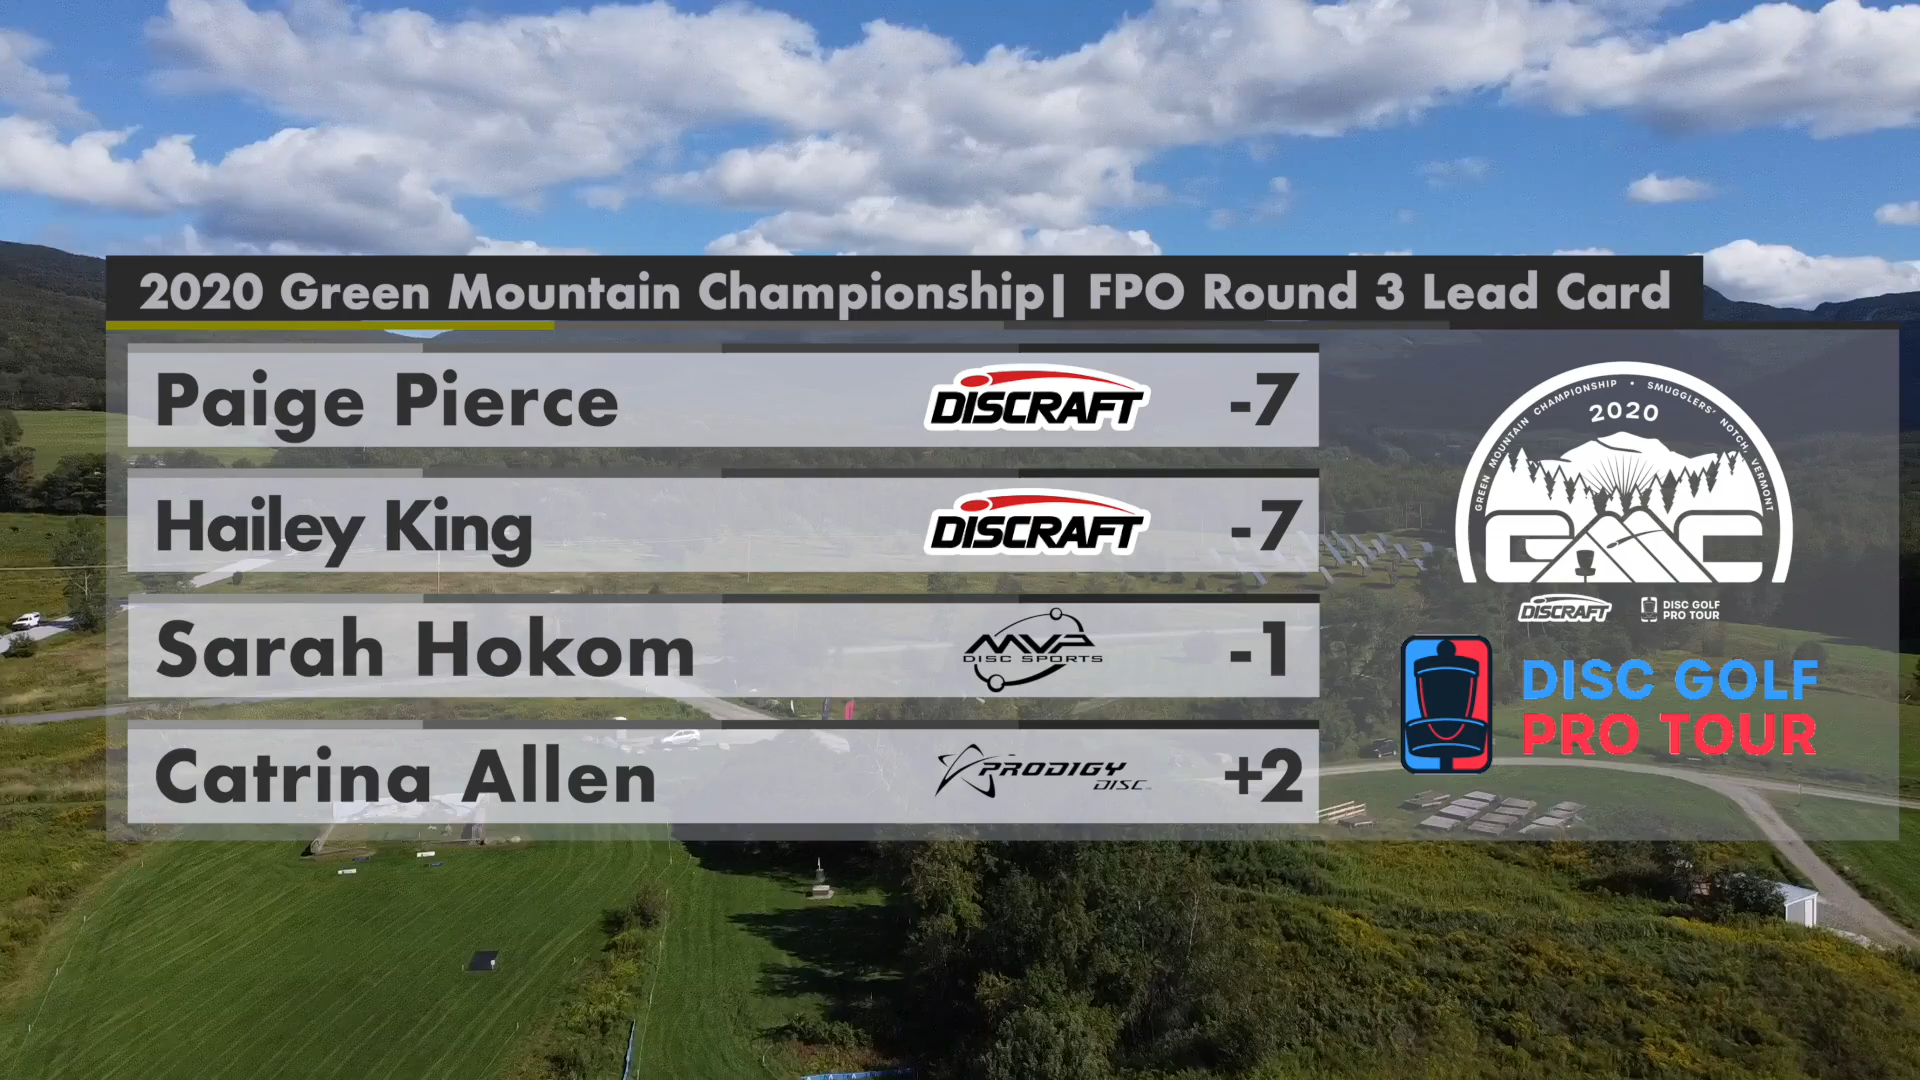 2020 Green Mountain Championship| FPO Round 3 Lead Card
Paige Pierce DISCRAFT -7
Hailey King DISCRAFT -7
Sarah Hokom MVP DISC SPORTS -1
Catrina Allen PRODIGY DISC +2
GREEN MOUNTAIN CHAMPIONSHIP • SMUGGLERS' NOTCH, VERMONT
2020
GMC
DISCRAFT
DISC GOLF
PRO TOUR
DISC GOLF
PRO TOUR